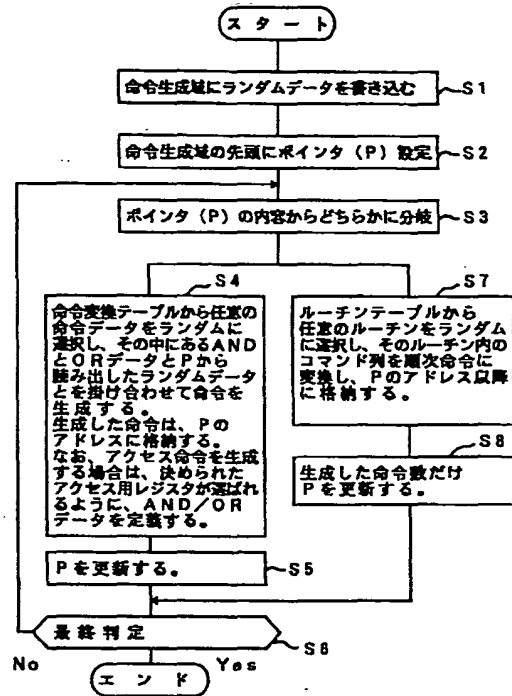 スタート
命令生成域にランダムデータを書き込む
S1
命令生成域の先頭にポインタ(P)設定
S2
ポインタ(P)の内容からどちらかに分岐
S3
S4
命令変換テーブルから任意の
命令データをランダムに
選択し、その中にあるAND
とORデータとPから
読み出したランダムデータ
とを掛け合わせて命令を
生成する。
生成した命令は、Pの
アドレスに格納する。
なお、アクセス命令を生成
する場合は、決められた
アクセス用レジスタが選ばれ
るように、AND/OR
データを定義する。
Pを更新する。
S5
S7
ルーチンテーブルから
任意のルーチンをランダム
に選択し、そのルーチン内の
コマンド列を順次命令に
変換し、Pのアドレス以降
に格納する。
S8
生成した命令数だけ
Pを更新する。
最終判定
S6
No
Yes
エンド